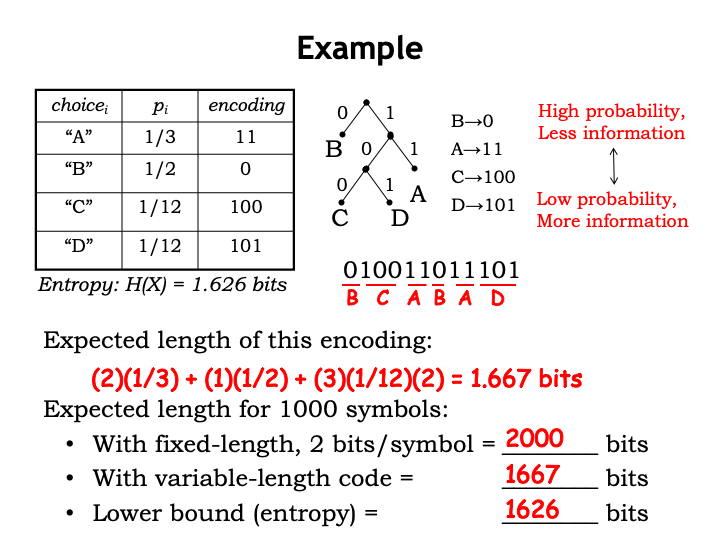 Example
choiceᵢ pᵢ encoding
“A” 1/3 11
“B” 1/2 0
“C” 1/12 100
“D” 1/12 101
Entropy: H(X) = 1.626 bits
0 1
B 0 1
0 1 A
C D
B→0
A→11
C→100
D→101
High probability,
Less information
Low probability,
More information
010011011101
B C A B A D
Expected length of this encoding:
(2)(1/3) + (1)(1/2) + (3)(1/12)(2) = 1.667 bits
Expected length for 1000 symbols:
• With fixed-length, 2 bits/symbol = 2000 bits
• With variable-length code = 1667 bits
• Lower bound (entropy) = 1626 bits